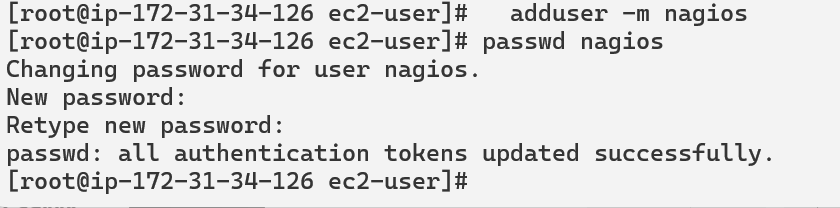 [root@ip-172-31-34-126 ec2-user]#   adduser -m nagios
[root@ip-172-31-34-126 ec2-user]# passwd nagios
Changing password for user nagios.
New password:
Retype new password:
passwd: all authentication tokens updated successfully.
[root@ip-172-31-34-126 ec2-user]#